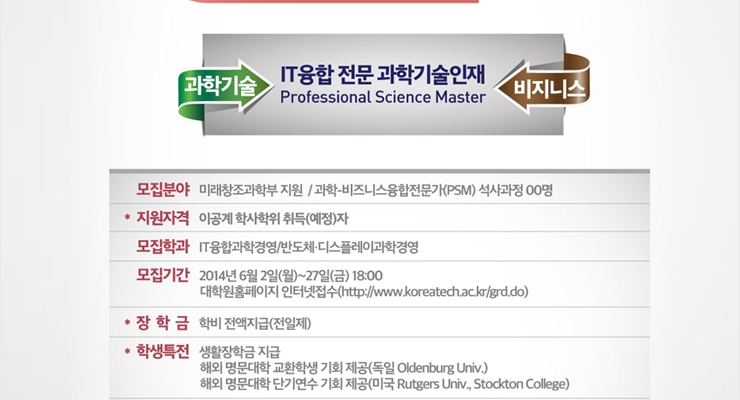 과학기술
IT융합 전문 과학기술인재
Professional Science Master
비지니스
모집분야 미래창조과학부 지원 / 과학-비즈니스융합전문가(PSM) 석사과정 00명
* 지원자격 이공계 학사학위 취득(예정)자
모집학과 IT융합과학경영/반도체·디스플레이과학경영
모집기간 2014년 6월 2일(월)~27일(금) 18:00
대학원홈페이지 인터넷접수(http://www.koreatech.ac.kr/grd.do)
* 장 학 금 학비 전액지급(전일제)
* 학생특전 생활장학금 지급
해외 명문대학 교환학생 기회 제공(독일 Oldenburg Univ.)
해외 명문대학 단기연수 기회 제공(미국 Rutgers Univ., Stockton College)